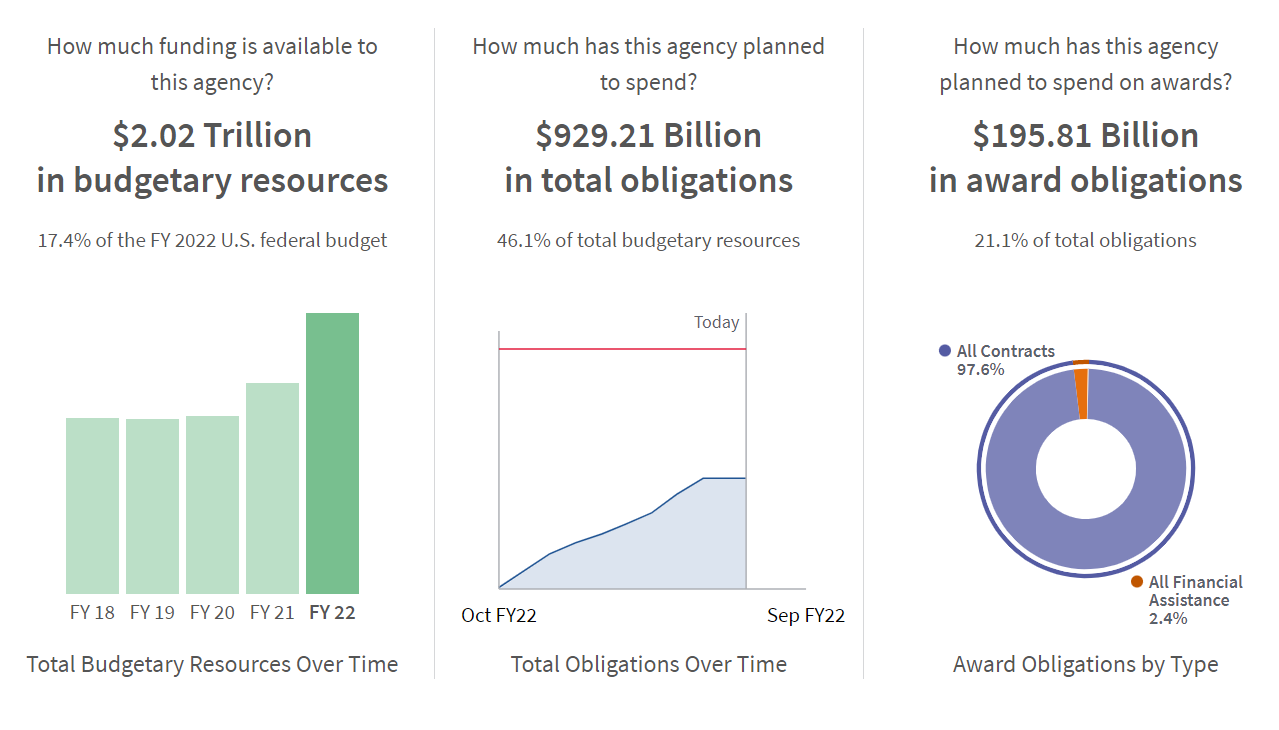 How much funding is available to
this agency?
$2.02 Trillion
in budgetary resources
17.4% of the FY 2022 U.S. federal budget
FY 18
FY 19
FY 20
FY 21
FY 22
Total Budgetary Resources Over Time
How much has this agency planned
to spend?
$929.21 Billion
in total obligations
46.1% of total budgetary resources
Today
Oct FY22
Sep FY22
Total Obligations Over Time
How much has this agency
planned to spend on awards?
$195.81 Billion
in award obligations
21.1% of total obligations
All Contracts
97.6%
All Financial
Assistance
2.4%
Award Obligations by Type